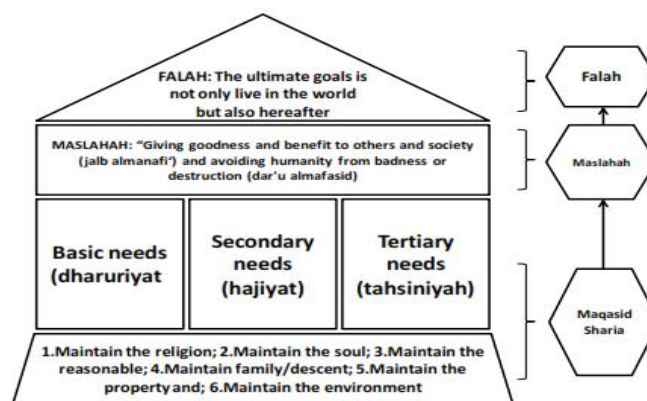 FALAH: The ultimate goals is
not only live in the world
but also hereafter
Falah
MASLAHAH: “Giving goodness and benefit to others and society
(jalb almanafi‘) and avoiding humanity from badness or
destruction (dar'u almafasid)
Maslahah
Basic needs
(dharuriyat
Secondary
needs
(hajiyat)
Tertiary
needs
(tahsiniyah)
Maqasid
Sharia
1.Maintain the religion; 2.Maintain the soul; 3.Maintain the
reasonable; 4.Maintain family/descent; 5.Maintain the
property and; 6.Maintain the environment